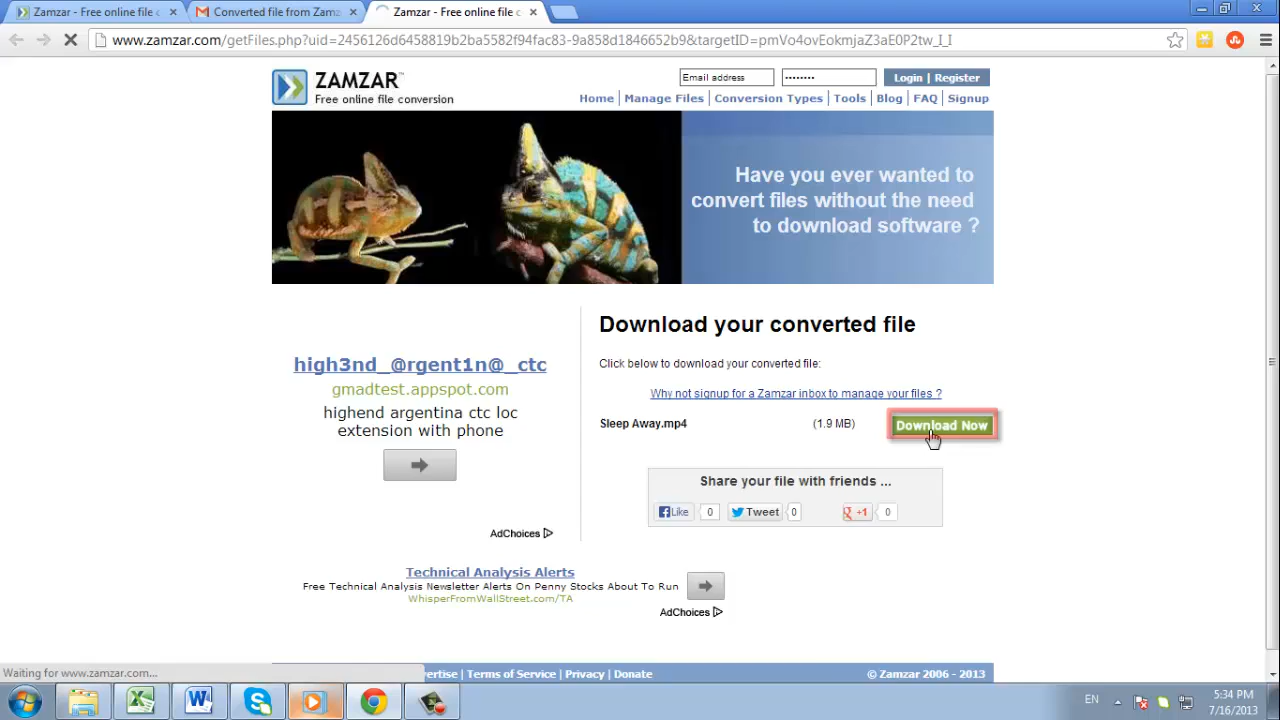 Zamzar - Free online file c
Converted file from Zamz
Zamzar - Free online file c
www.zamzar.com/getFiles.php?uid=2456126d6458819b2ba5582f94fac83-9a858d1846652b9&targetID=pmVo4ovEokmjaZ3aE0P2tw_I_I
ZAMZAR™
Free online file conversion
Email address
Login | Register
Home | Manage Files | Conversion Types | Tools | Blog | FAQ | Signup
Have you ever wanted to
convert files without the need
to download software ?
Download your converted file
Click below to download your converted file:
Why not signup for a Zamzar inbox to manage your files ?
Sleep Away.mp4 (1.9 MB) Download Now
Share your file with friends ...
Like 0 Tweet 0 +1 0
high3nd_@rgent1n@_ctc
gmadtest.appspot.com
highend argentina ctc loc
extension with phone
AdChoices
Technical Analysis Alerts
Free Technical Analysis Newsletter Alerts On Penny Stocks About To Run
WhisperFromWallStreet.com/TA
AdChoices
Waiting for www.zamzar.com...
ertise | Terms of Service | Privacy | Donate
© Zamzar 2006 - 2013
EN
5:34 PM
7/16/2013